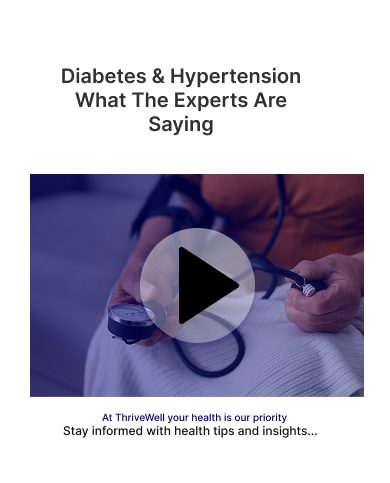 Diabetes & Hypertension
What The Experts Are
Saying
At ThriveWell your health is our priority
Stay informed with health tips and insights...